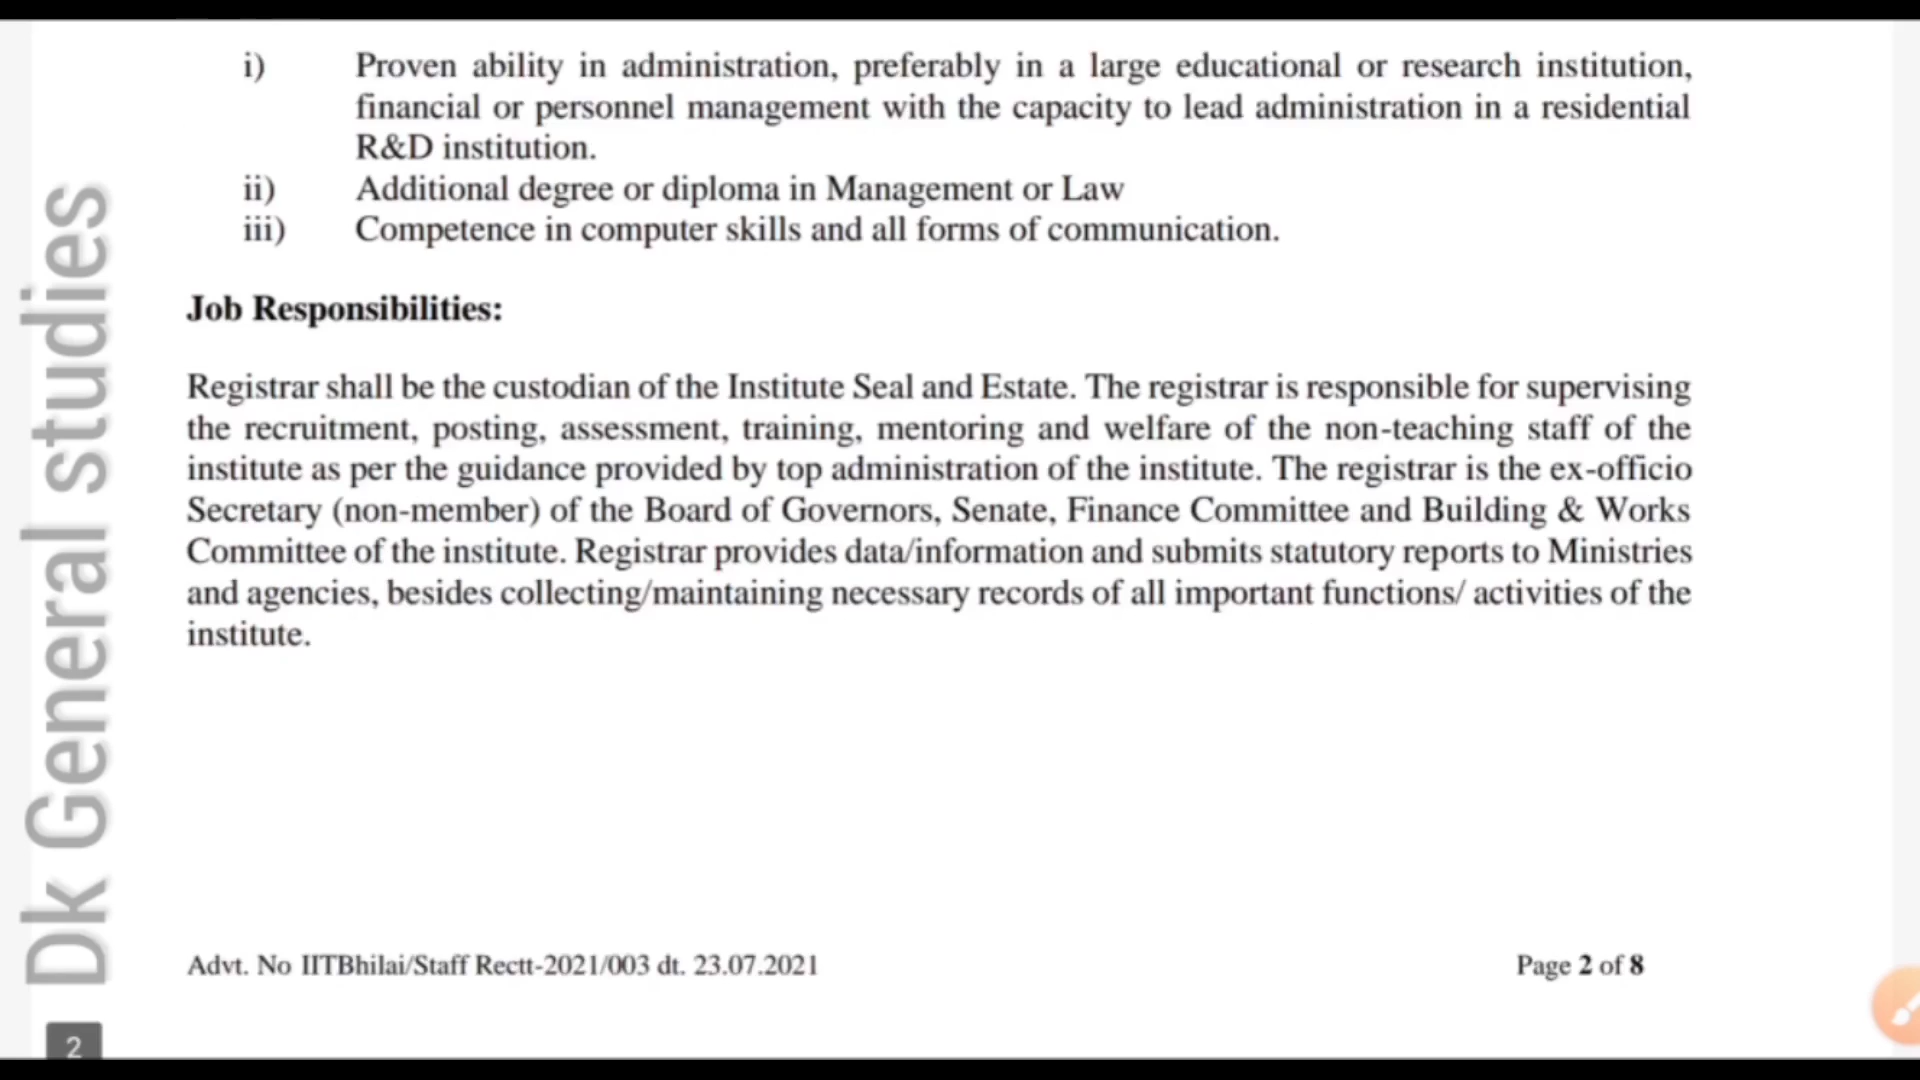 i) Proven ability in administration, preferably in a large educational or research institution,
financial or personnel management with the capacity to lead administration in a residential
R&D institution.
ii) Additional degree or diploma in Management or Law
iii) Competence in computer skills and all forms of communication.
Job Responsibilities:
Registrar shall be the custodian of the Institute Seal and Estate. The registrar is responsible for supervising
the recruitment, posting, assessment, training, mentoring and welfare of the non-teaching staff of the
institute as per the guidance provided by top administration of the institute. The registrar is the ex-officio
Secretary (non-member) of the Board of Governors, Senate, Finance Committee and Building & Works
Committee of the institute. Registrar provides data/information and submits statutory reports to Ministries
and agencies, besides collecting/maintaining necessary records of all important functions/ activities of the
institute.
Advt. No IITBhilai/Staff Rectt-2021/003 dt. 23.07.2021 Page 2 of 8
Dk General studies
2